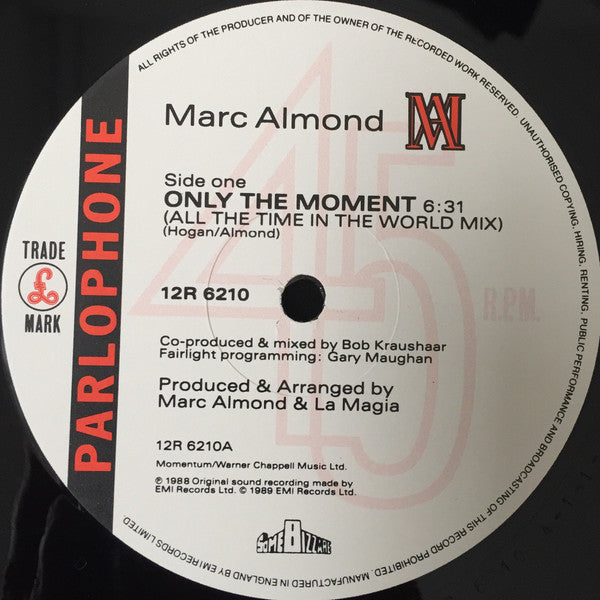 ALL RIGHTS OF THE PRODUCER AND OF THE OWNER OF THE RECORDED WORK RESERVED. UNAUTHORISED COPYING, HIRING, RENTING, PUBLIC PERFORMANCE AND BROADCASTING OF THIS RECORD PROHIBITED. MANUFACTURED IN ENGLAND BY EMI RECORDS LIMITED
PARLOPHONE
TRADE
£
MARK
Marc Almond MA
Side one
ONLY THE MOMENT 6:31
(ALL THE TIME IN THE WORLD MIX)
(Hogan/Almond)
12R 6210
45
R.P.M.
Co-produced & mixed by Bob Kraushaar
Fairlight programming: Gary Maughan
Produced & Arranged by
Marc Almond & La Magia
12R 6210A
Momentum/Warner Chappell Music Ltd.
℗ 1988 Original sound recording made by
EMI Records Ltd. © 1989 EMI Records Ltd.
SOME BIZZARE